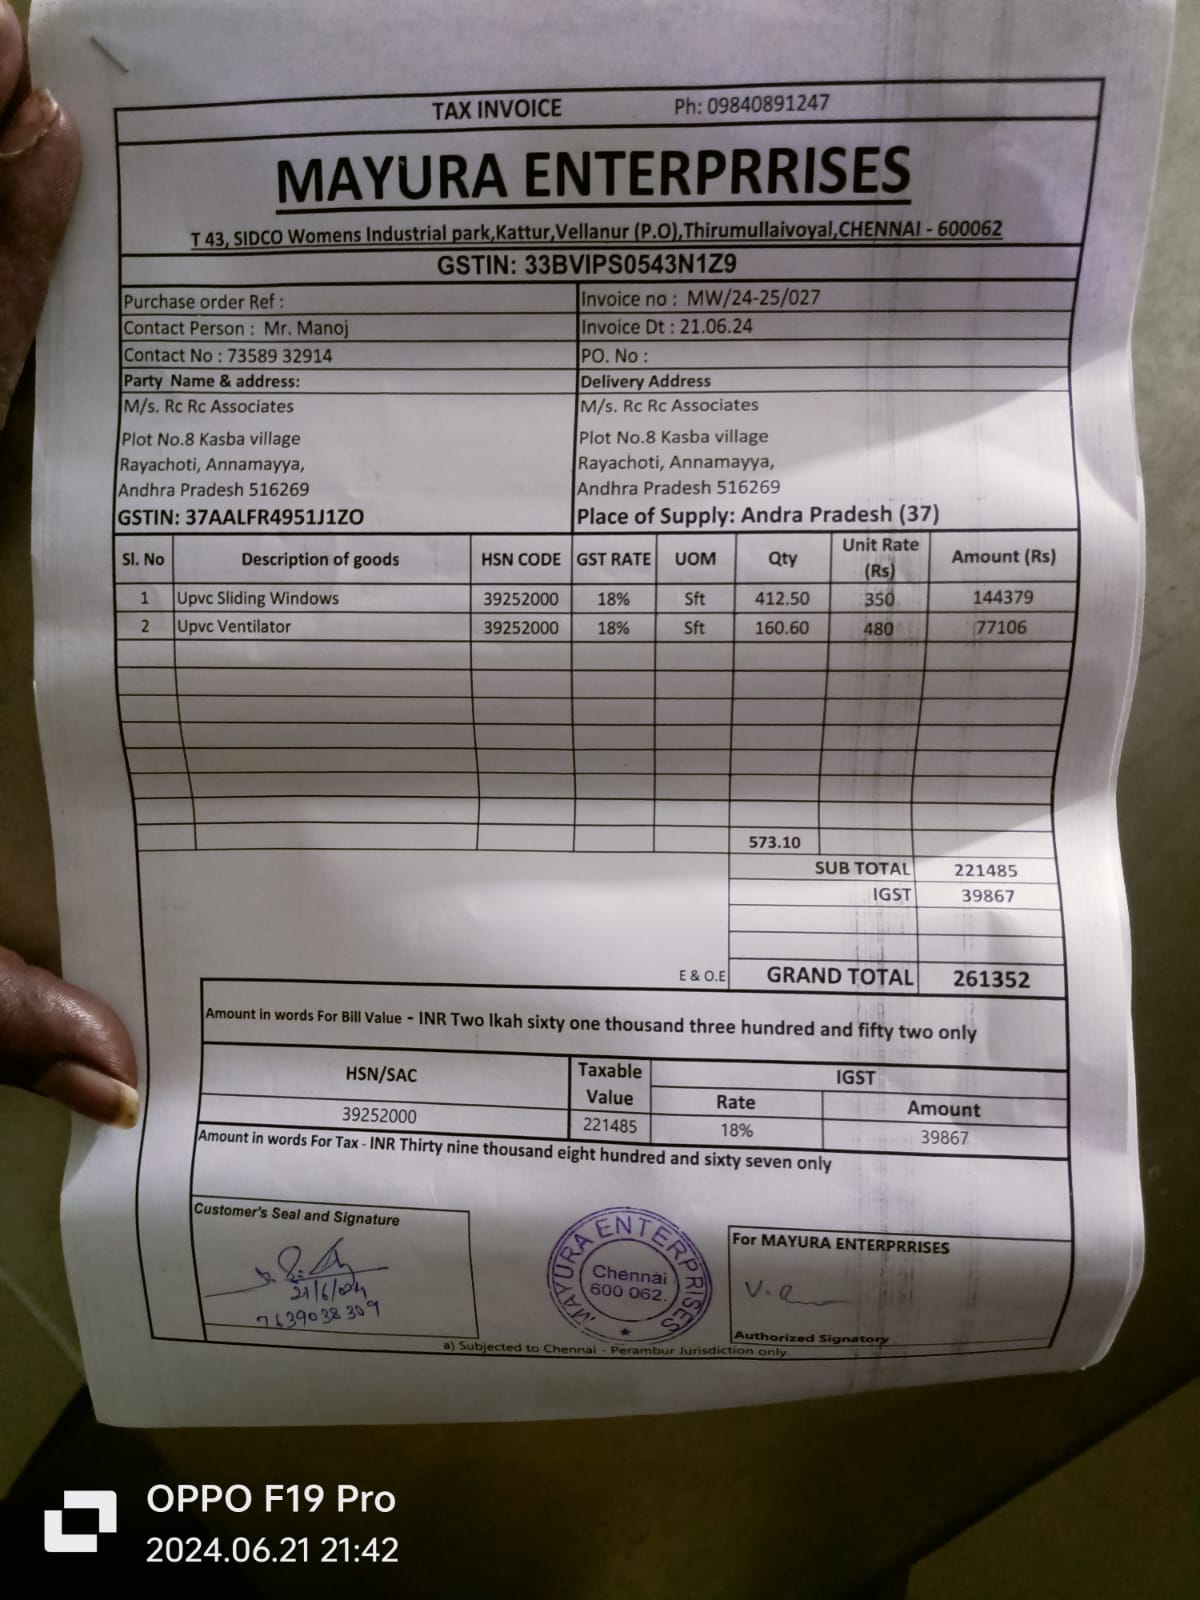 TAX INVOICE Ph: 09840891247
MAYURA ENTERPRRISES
T 43, SIDCO Womens Industrial park,Kattur,Vellanur (P.O),Thirumullaivoyal,CHENNAI - 600062
GSTIN: 33BVIPS0543N1Z9
Purchase order Ref : Invoice no : MW/24-25/027
Contact Person : Mr. Manoj Invoice Dt : 21.06.24
Contact No : 73589 32914 PO. No :
Party Name & address: Delivery Address
M/s. Rc Rc Associates M/s. Rc Rc Associates
Plot No.8 Kasba village Plot No.8 Kasba village
Rayachoti, Annamayya, Rayachoti, Annamayya,
Andhra Pradesh 516269 Andhra Pradesh 516269
GSTIN: 37AALFR4951J1ZO Place of Supply: Andra Pradesh (37)
Sl. No Description of goods HSN CODE GST RATE UOM Qty Unit Rate (Rs) Amount (Rs)
1 Upvc Sliding Windows 39252000 18% Sft 412.50 350 144379
2 Upvc Ventilator 39252000 18% Sft 160.60 480 77106
573.10
SUB TOTAL 221485
IGST 39867
E & O.E GRAND TOTAL 261352
Amount in words For Bill Value - INR Two lkah sixty one thousand three hundred and fifty two only
HSN/SAC Taxable Value IGST
Rate Amount
39252000 221485 18% 39867
Amount in words For Tax - INR Thirty nine thousand eight hundred and sixty seven only
Customer's Seal and Signature
21/6/024
7639038309
MAYURA ENTERPRISES
Chennai
600 062.
For MAYURA ENTERPRRISES
Authorized Signatory
a) Subjected to Chennai - Perambur Jurisdiction only
OPPO F19 Pro
2024.06.21 21:42